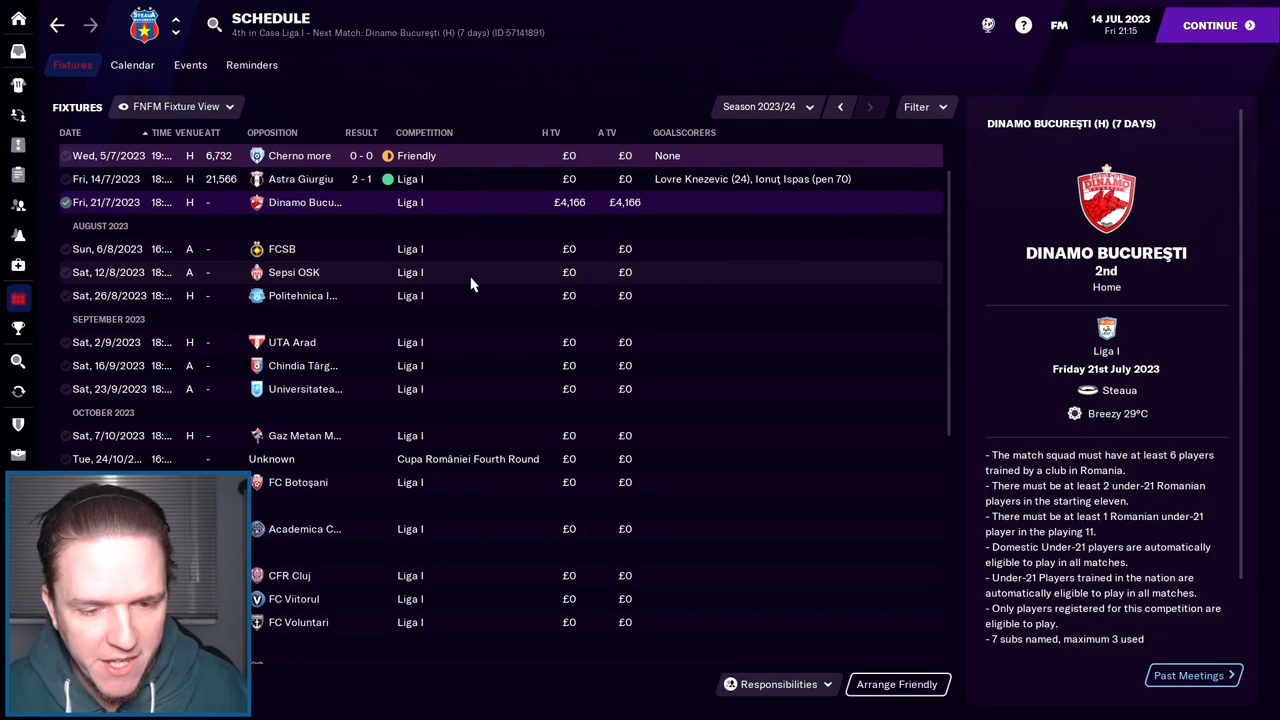 SCHEDULE
4th in Casa Liga I - Next Match: Dinamo Bucureşti (H) (7 days) (ID:57141891)
FM
14 JUL 2023
Fri 21:15
CONTINUE
Fixtures Calendar Events Reminders
FIXTURES FNFM Fixture View Season 2023/24 Filter
DATE TIME VENUE ATT OPPOSITION RESULT COMPETITION H TV A TV GOALSCORERS
Wed, 5/7/2023 19:... H 6,732 Cherno more 0 - 0 Friendly £0 £0 None
Fri, 14/7/2023 18:... H 21,566 Astra Giurgiu 2 - 1 Liga I £0 £0 Lovre Knezevic (24), Ionuţ Ispas (pen 70)
Fri, 21/7/2023 18:... H - Dinamo Bucu... Liga I £4,166 £4,166
AUGUST 2023
Sun, 6/8/2023 16:... A - FCSB Liga I £0 £0
Sat, 12/8/2023 18:... A - Sepsi OSK Liga I £0 £0
Sat, 26/8/2023 18:... H - Politehnica I... Liga I £0 £0
SEPTEMBER 2023
Sat, 2/9/2023 18:... H - UTA Arad Liga I £0 £0
Sat, 16/9/2023 18:... A - Chindia Târg... Liga I £0 £0
Sat, 23/9/2023 18:... A - Universitatea... Liga I £0 £0
OCTOBER 2023
Sat, 7/10/2023 18:... H - Gaz Metan M... Liga I £0 £0
Tue, 24/10/2... 16:... - Unknown Cupa României Fourth Round £0 £0
FC Botoşani Liga I £0 £0
Academica C... Liga I £0 £0
CFR Cluj Liga I £0 £0
FC Viitorul Liga I £0 £0
FC Voluntari Liga I £0 £0
Responsibilities Arrange Friendly
DINAMO BUCUREŞTI (H) (7 DAYS)
DINAMO BUCUREŞTI
2nd
Home
Liga I
Friday 21st July 2023
Steaua
Breezy 29°C
- The match squad must have at least 6 players
trained by a club in Romania.
- There must be at least 2 under-21 Romanian
players in the starting eleven.
- There must be at least 1 Romanian under-21
player in the playing 11.
- Domestic Under-21 players are automatically
eligible to play in all matches.
- Under-21 Players trained in the nation are
automatically eligible to play in all matches.
- Only players registered for this competition are
eligible to play.
- 7 subs named, maximum 3 used
Past Meetings